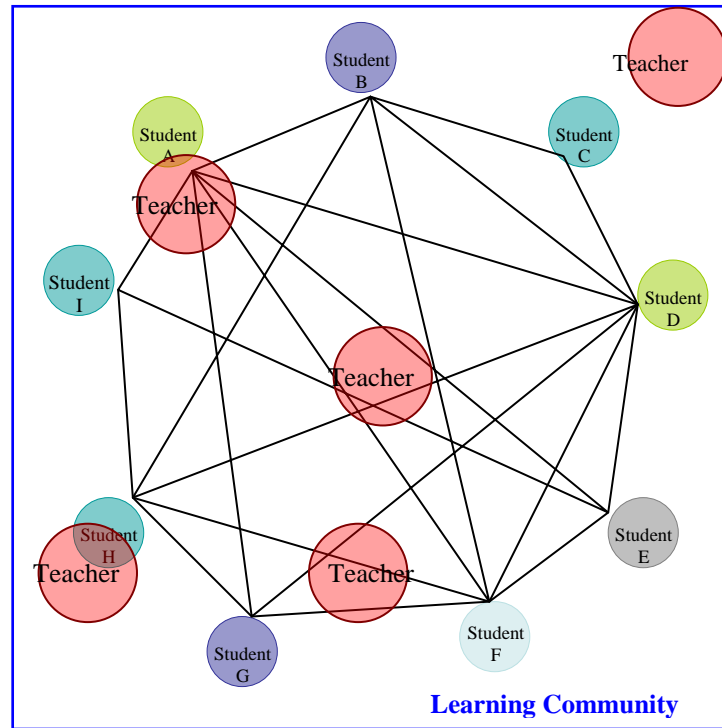 Student
B
Teacher
Student
A
Student
C
Teacher
Student
I
Student
D
Teacher
Student
H
Student
E
Teacher
Teacher
Student
G
Student
F
Learning Community